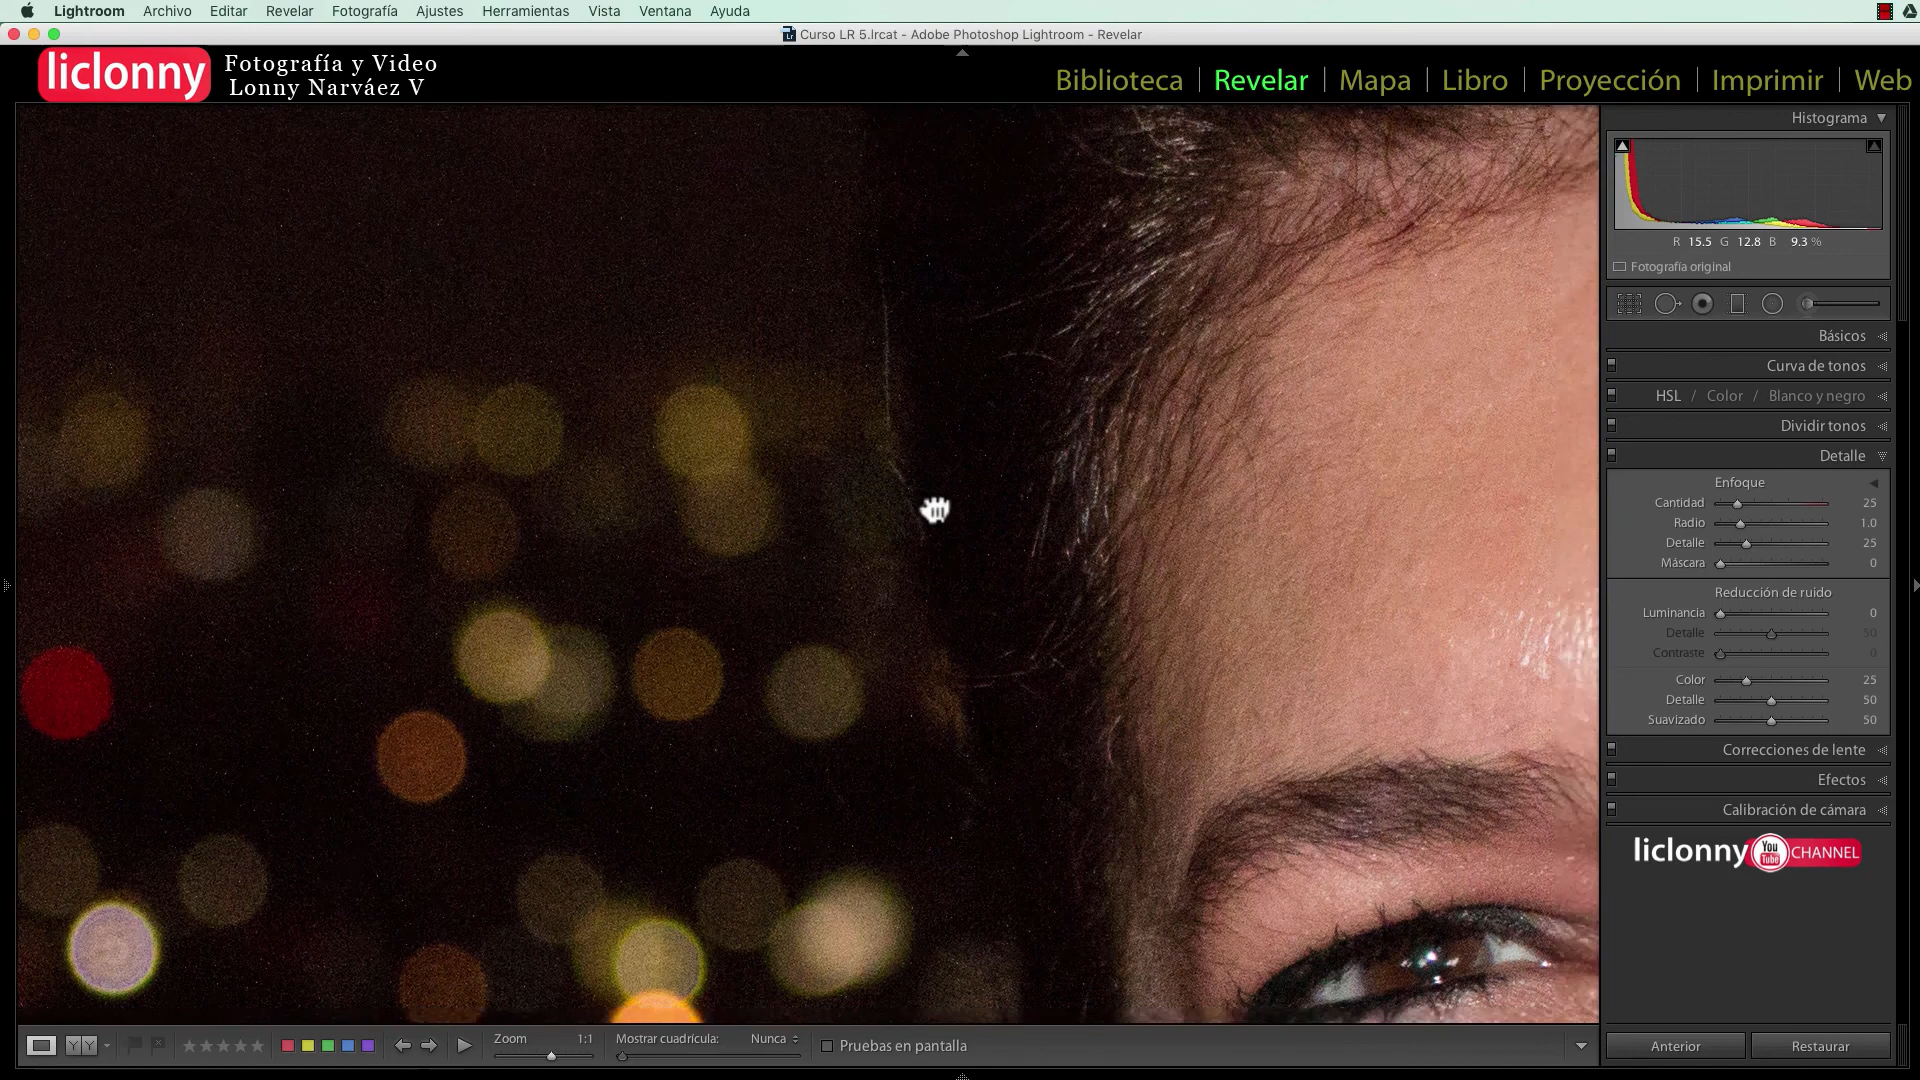 Lightroom Archivo Editar Revelar Fotografía Ajustes Herramientas Vista Ventana Ayuda
Lr Curso LR 5.lrcat - Adobe Photoshop Lightroom - Revelar
liclonny Fotografía y Video
Lonny Narváez V
Biblioteca Revelar Mapa Libro Proyección Imprimir Web
Histograma
R 15.5 G 12.8 B 9.3 %
Fotografía original
Básicos
Curva de tonos
HSL / Color / Blanco y negro
Dividir tonos
Detalle
Enfoque
Cantidad 25
Radio 1.0
Detalle 25
Máscara 0
Reducción de ruido
Luminancia 0
Detalle 50
Contraste 0
Color 25
Detalle 50
Suavizado 50
Correcciones de lente
Efectos
Calibración de cámara
liclonny You Tube CHANNEL
Y Y Zoom 1:1 Mostrar cuadrícula: Nunca Pruebas en pantalla
Anterior Restaurar